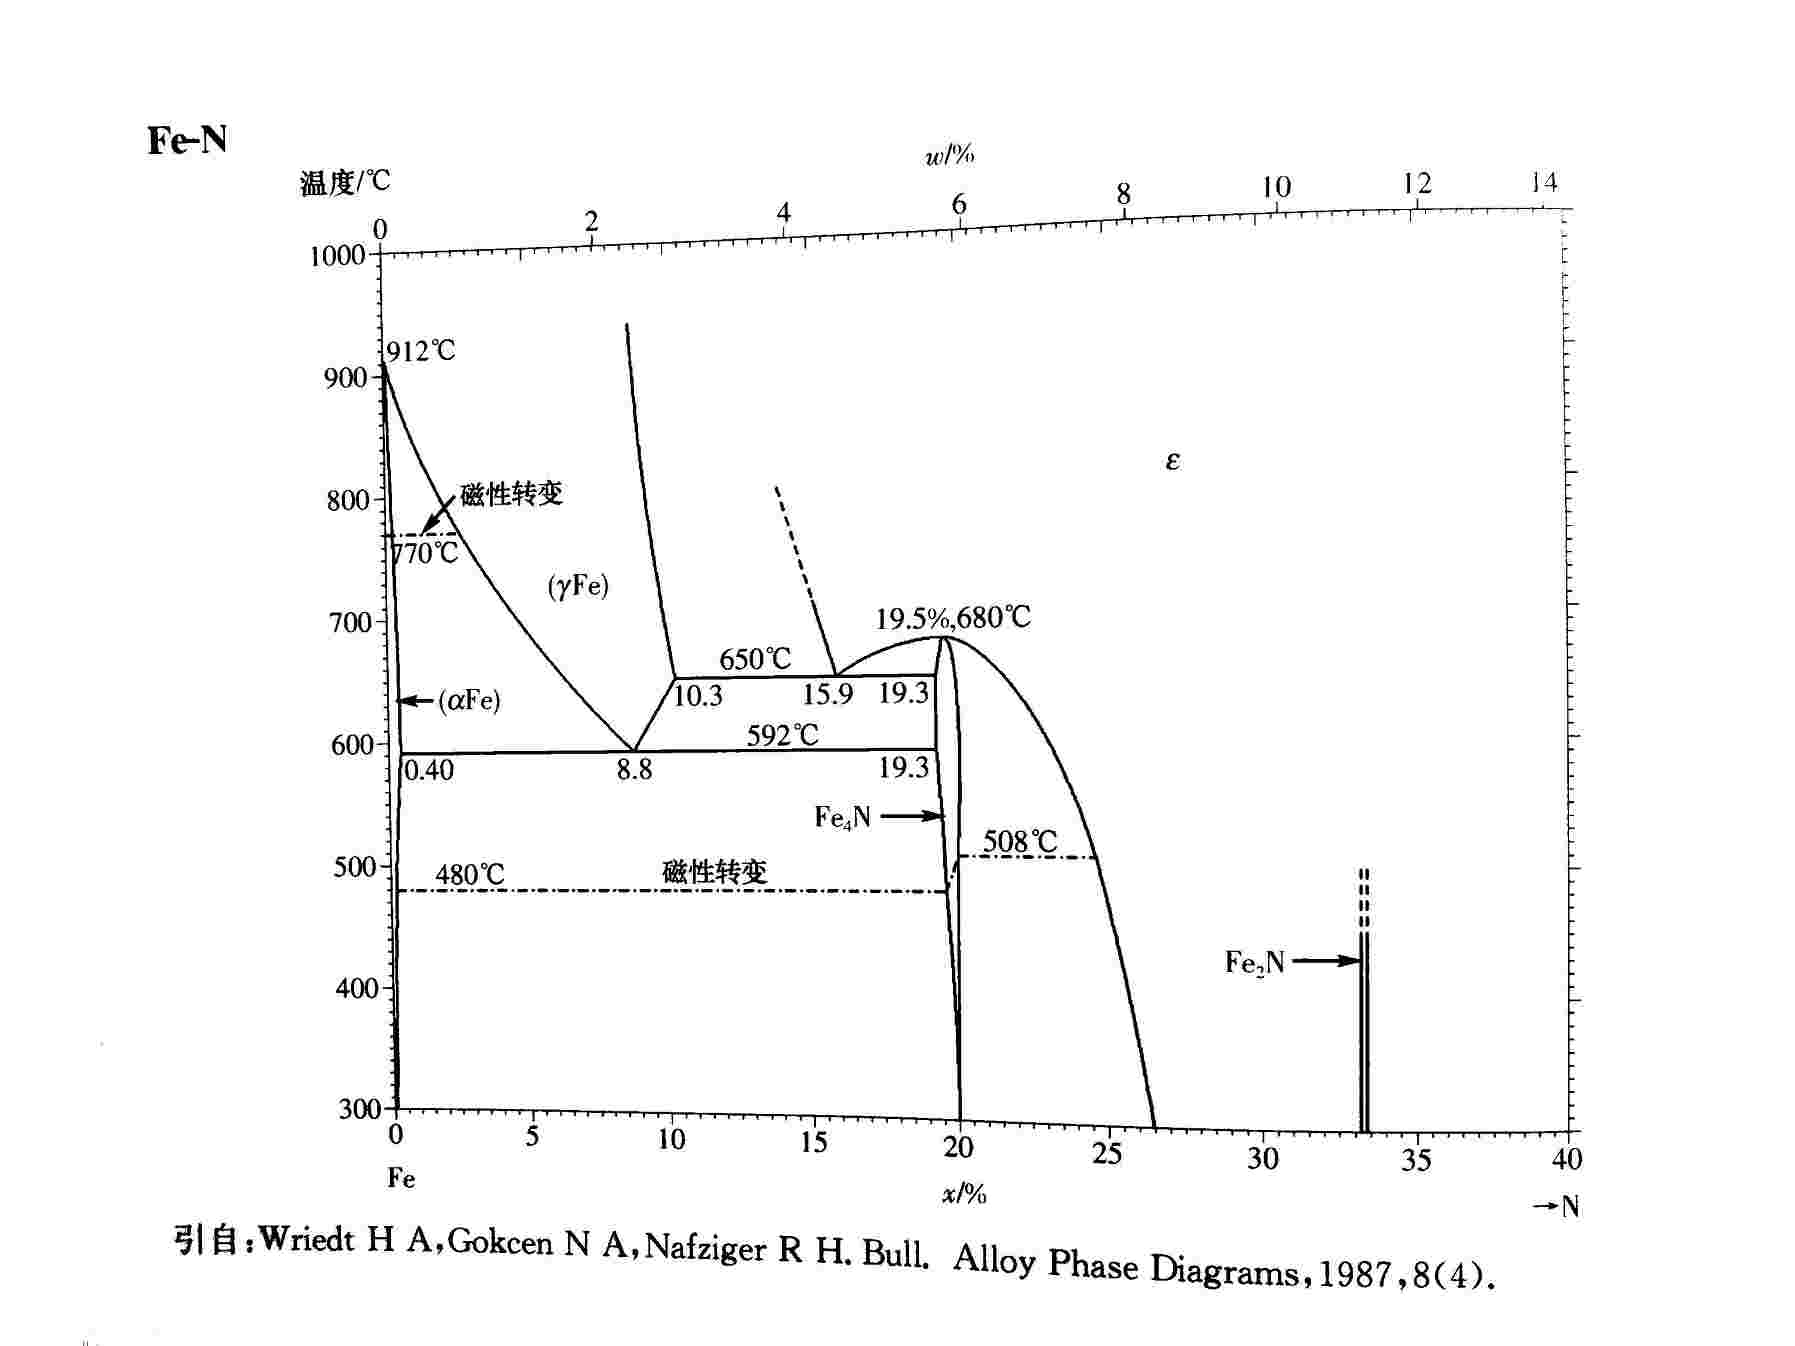 Fe-N
w/%
温度/℃
0 2 4 6 8 10 12 14
1000
912℃
900
磁性转变
800
770℃
(γFe)
ε
700
19.5%,680℃
650℃
10.3 15.9 19.3
(αFe)
600
592℃
0.40 8.8 19.3
Fe₄N
508℃
500
480℃ 磁性转变
Fe₂N
400
300
0 5 10 15 20 25 30 35 40
Fe
x/%
→N
引自:Wriedt H A,Gokcen N A,Nafziger R H. Bull. Alloy Phase Diagrams,1987,8(4).